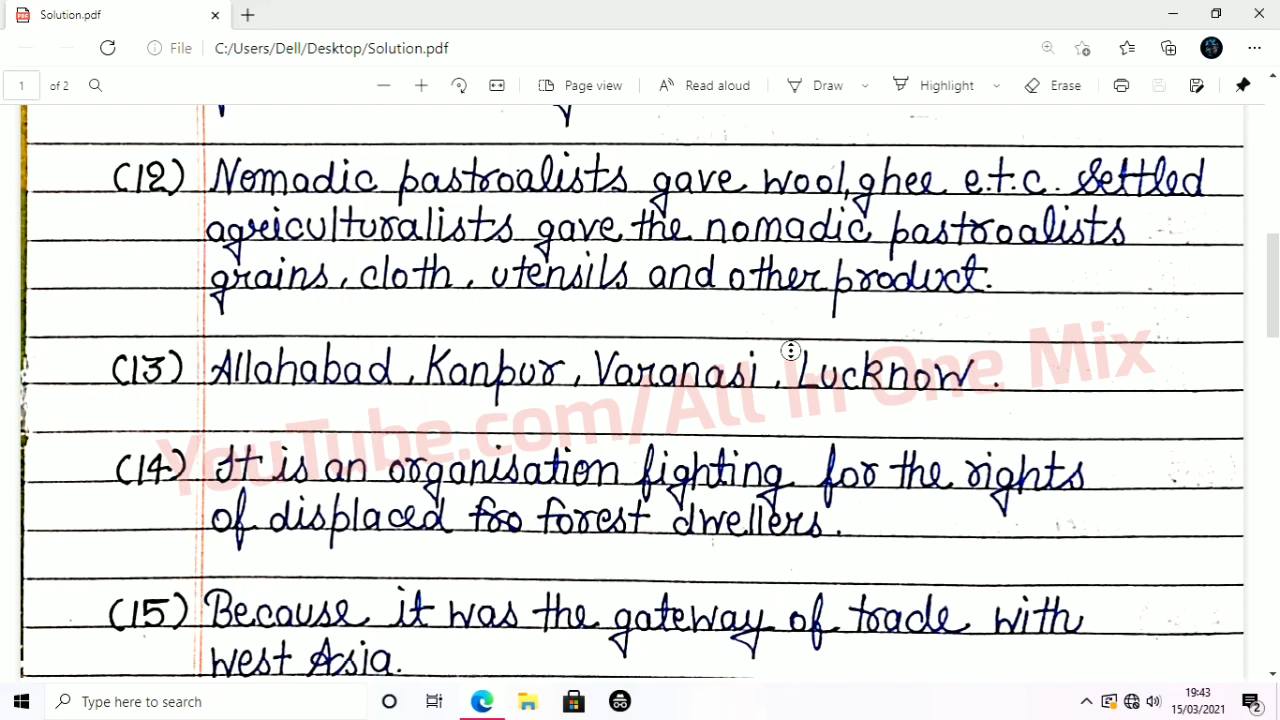 Solution.pdf
File C:/Users/Dell/Desktop/Solution.pdf
1 of 2 Page view Read aloud Draw Highlight Erase
(12) Nomadic pastroalists gave wool, ghee e.t.c. Settled
agriculturalists gave the nomadic pastroalists
grains, cloth, utensils and other product.
(13) Allahabad, Kanpur, Varanasi, Lucknow.
YouTube.com/All In One Mix
(14) It is an organisation fighting for the rights
of displaced fro forest dwellers.
(15) Because it was the gateway of trade with
west Asia.
Type here to search
19:43
15/03/2021
2